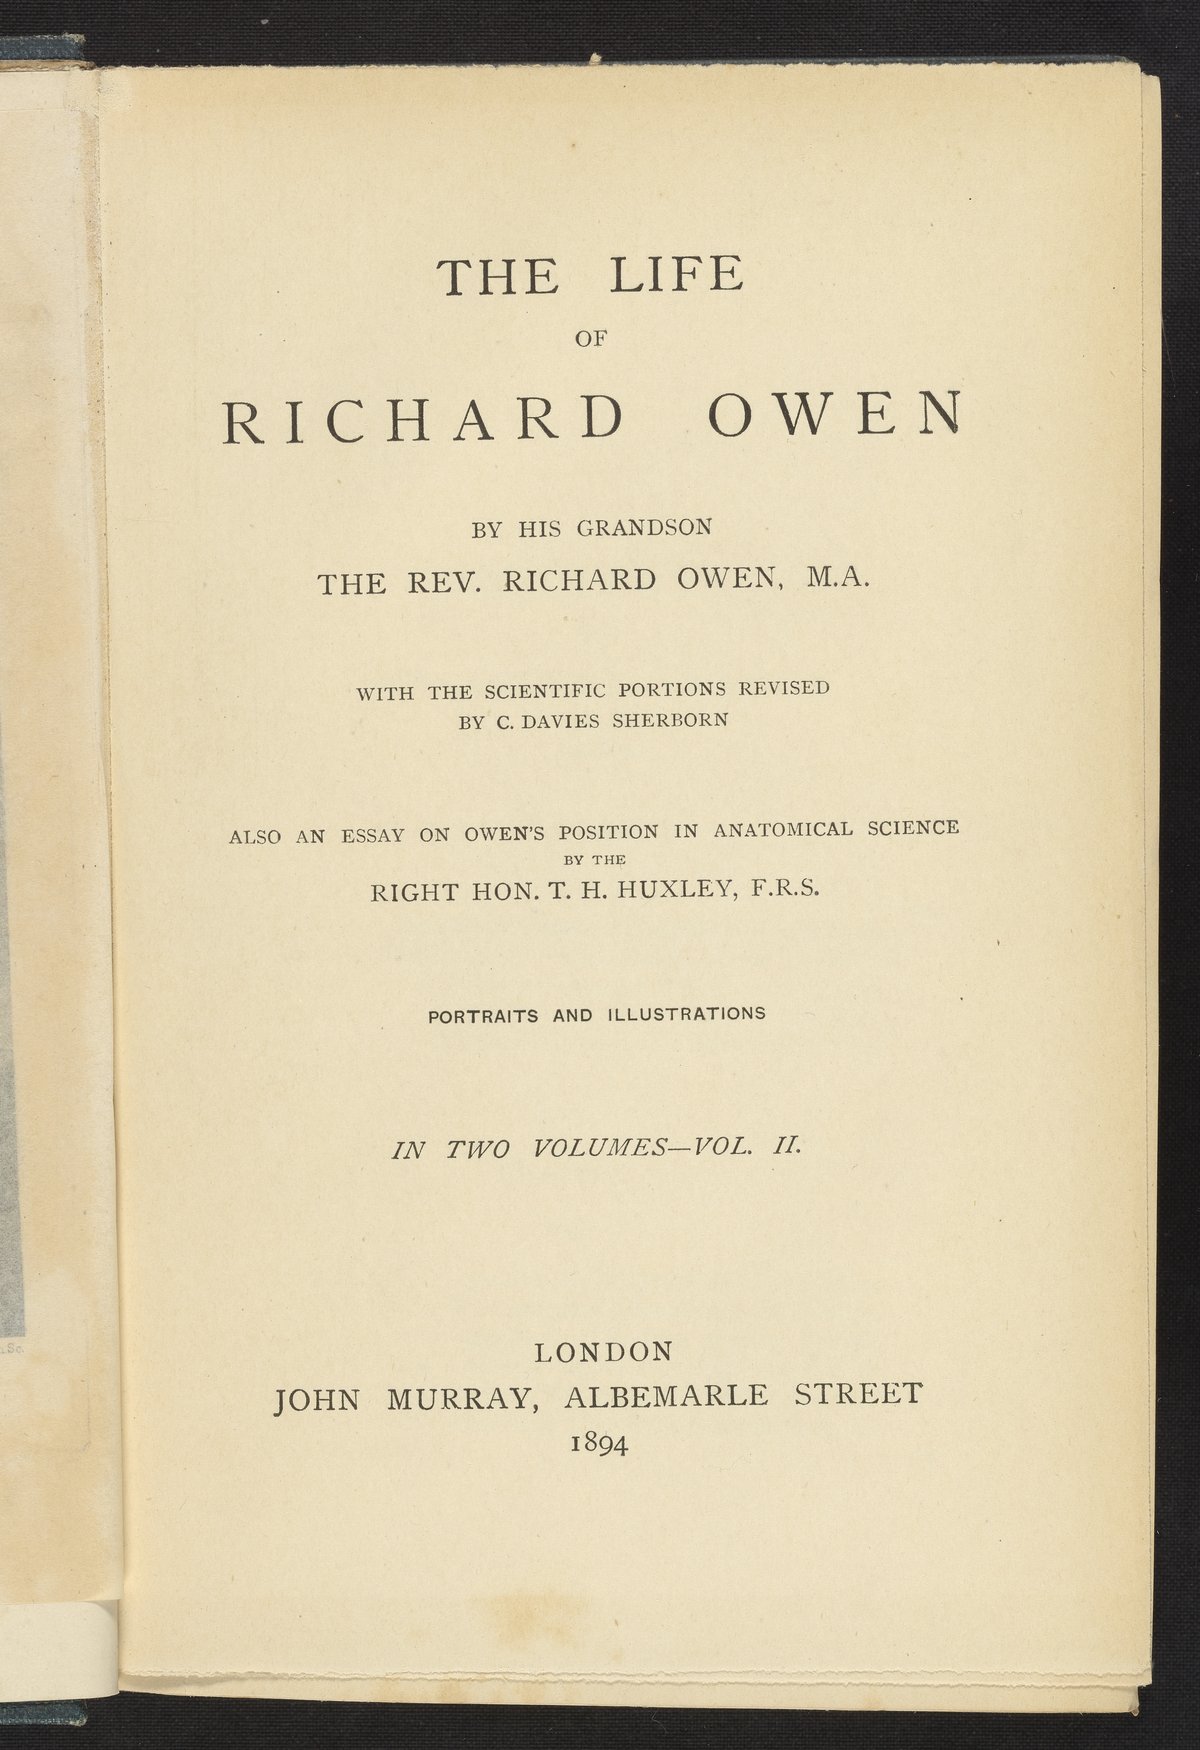 THE LIFE
OF
RICHARD OWEN
BY HIS GRANDSON
THE REV. RICHARD OWEN, M.A.
WITH THE SCIENTIFIC PORTIONS REVISED
BY C. DAVIES SHERBORN
ALSO AN ESSAY ON OWEN'S POSITION IN ANATOMICAL SCIENCE
BY THE
RIGHT HON. T. H. HUXLEY, F.R.S.
PORTRAITS AND ILLUSTRATIONS
IN TWO VOLUMES—VOL. II.
LONDON
JOHN MURRAY, ALBEMARLE STREET
1894